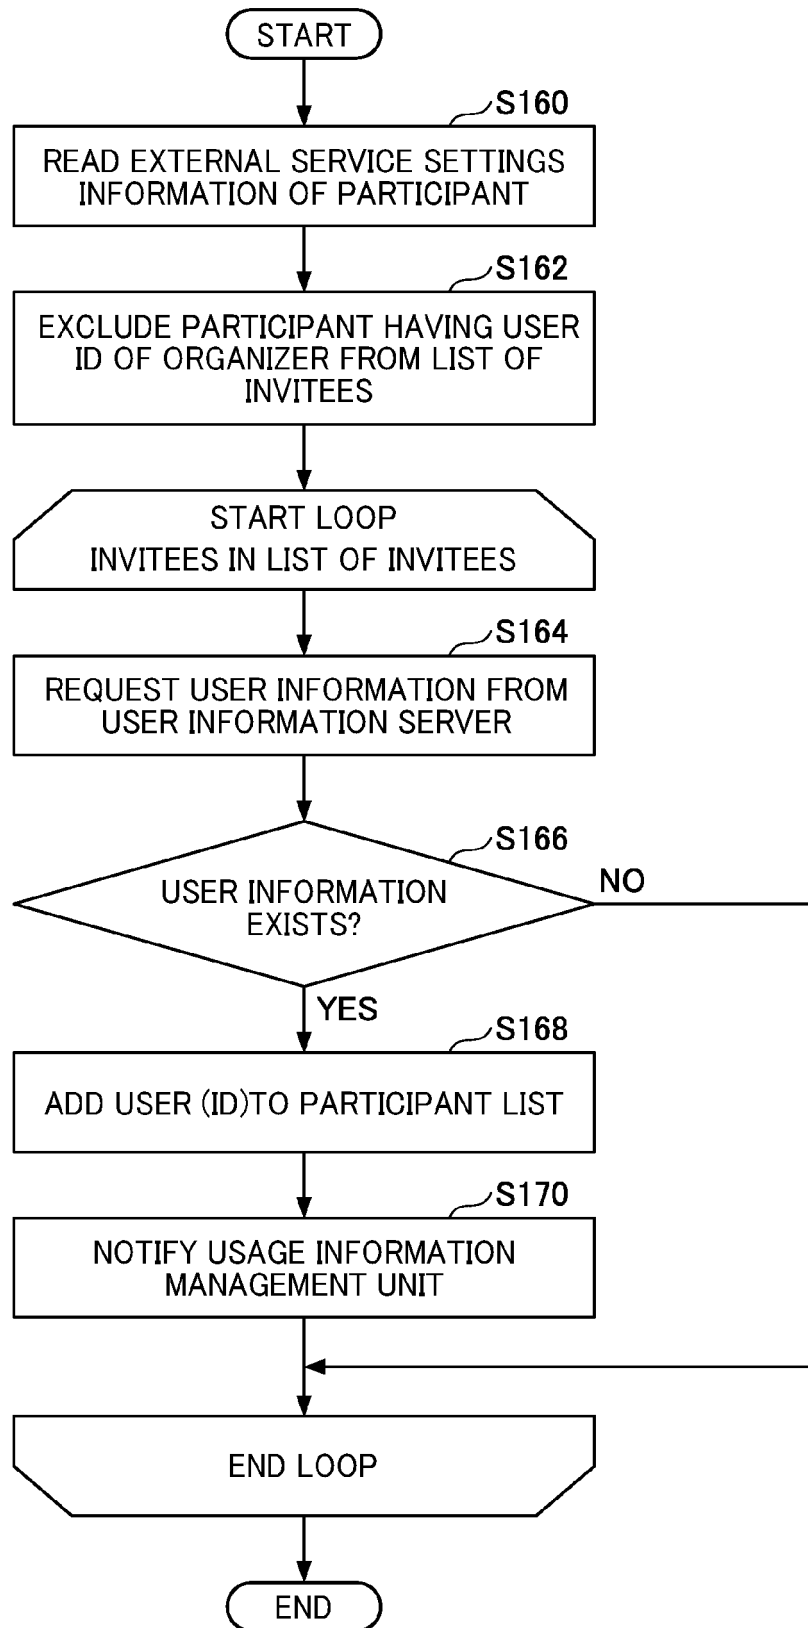 START
S160
READ EXTERNAL SERVICE SETTINGS
INFORMATION OF PARTICIPANT
S162
EXCLUDE PARTICIPANT HAVING USER
ID OF ORGANIZER FROM LIST OF
INVITEES
START LOOP
INVITEES IN LIST OF INVITEES
S164
REQUEST USER INFORMATION FROM
USER INFORMATION SERVER
S166
USER INFORMATION
EXISTS?
NO
YES
S168
ADD USER (ID)TO PARTICIPANT LIST
S170
NOTIFY USAGE INFORMATION
MANAGEMENT UNIT
END LOOP
END